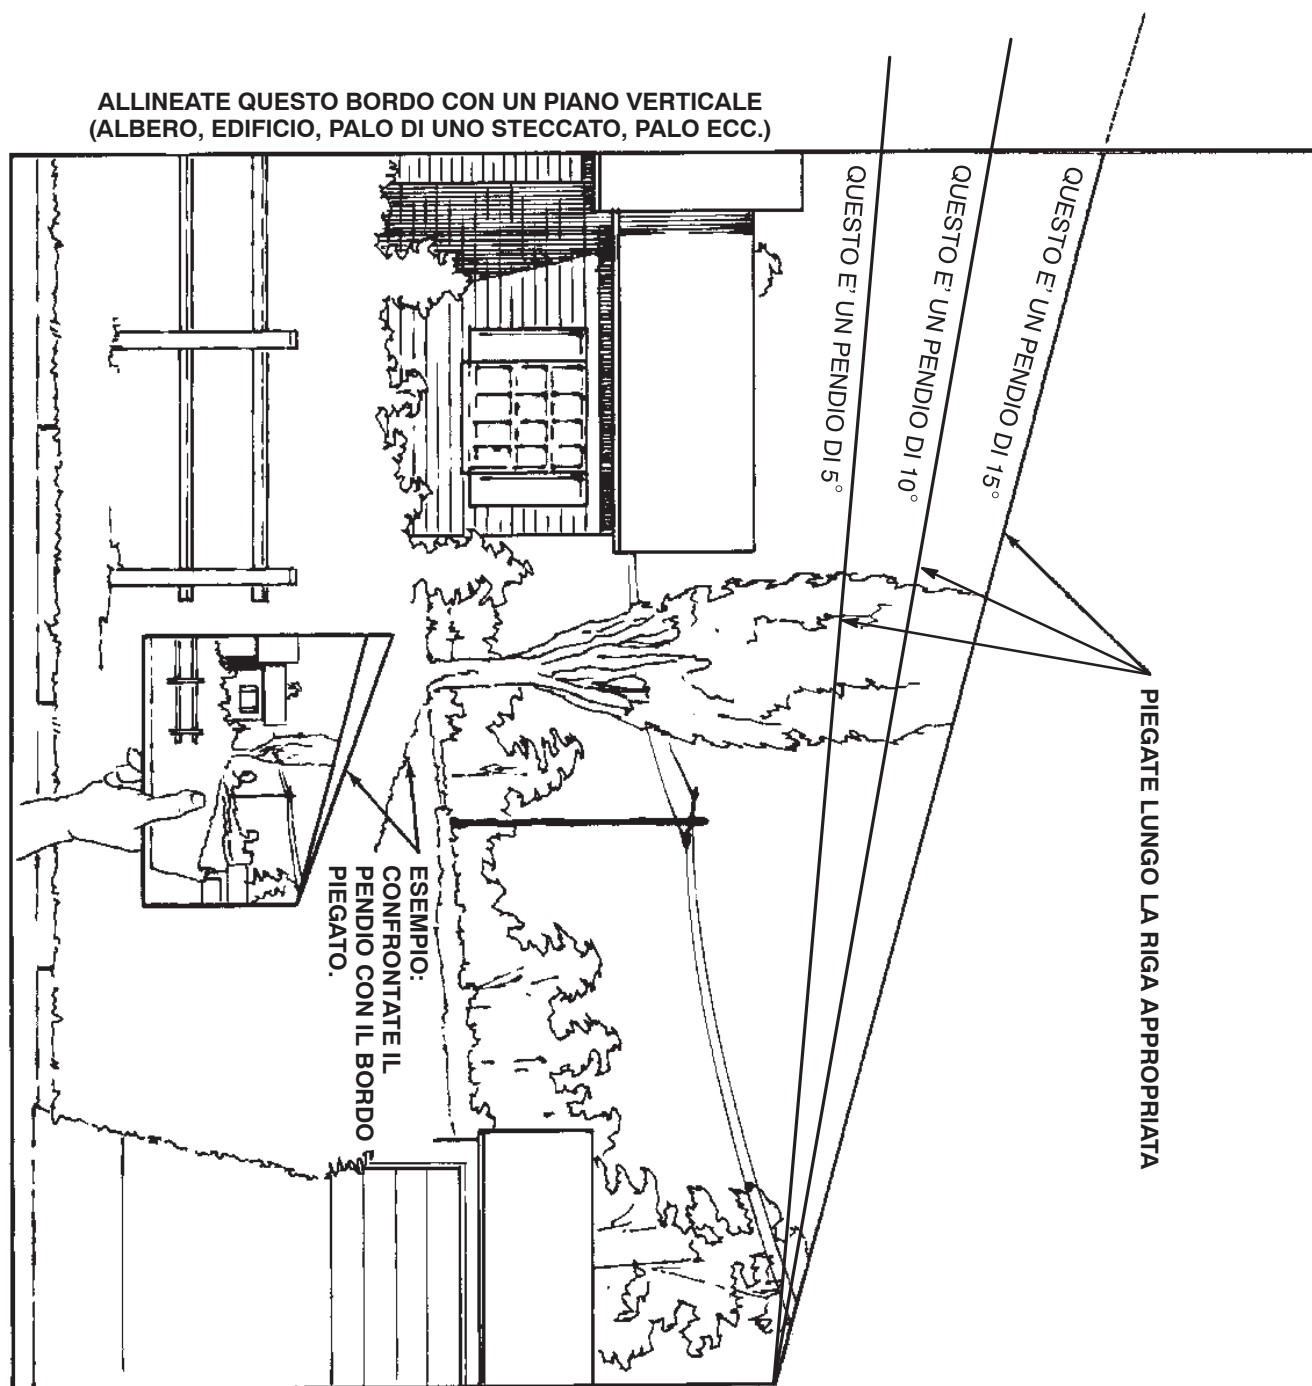 ALLINEATE QUESTO BORDO CON UN PIANO VERTICALE
(ALBERO, EDIFICIO, PALO DI UNO STECCATO, PALO ECC.)
QUESTO E' UN PENDIO DI 5°
QUESTO E' UN PENDIO DI 10°
QUESTO E' UN PENDIO DI 15°
PIEGATE LUNGO LA RIGA APPROPRIATA
ESEMPIO:
CONFRONTATE IL
PENDIO CON IL BORDO
PIEGATO.